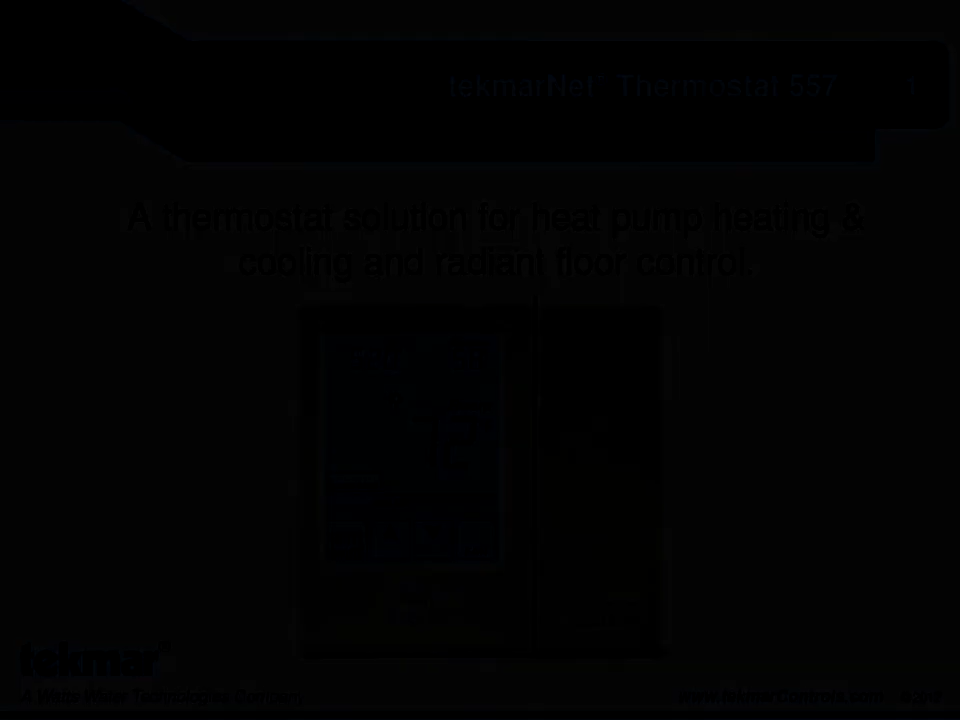 tekmarNet® Thermostat 557 1
A thermostat solution for heat pump heating &
cooling and radiant floor control.
tekmar®
A Watts Water Technologies Company
www.tekmarControls.com